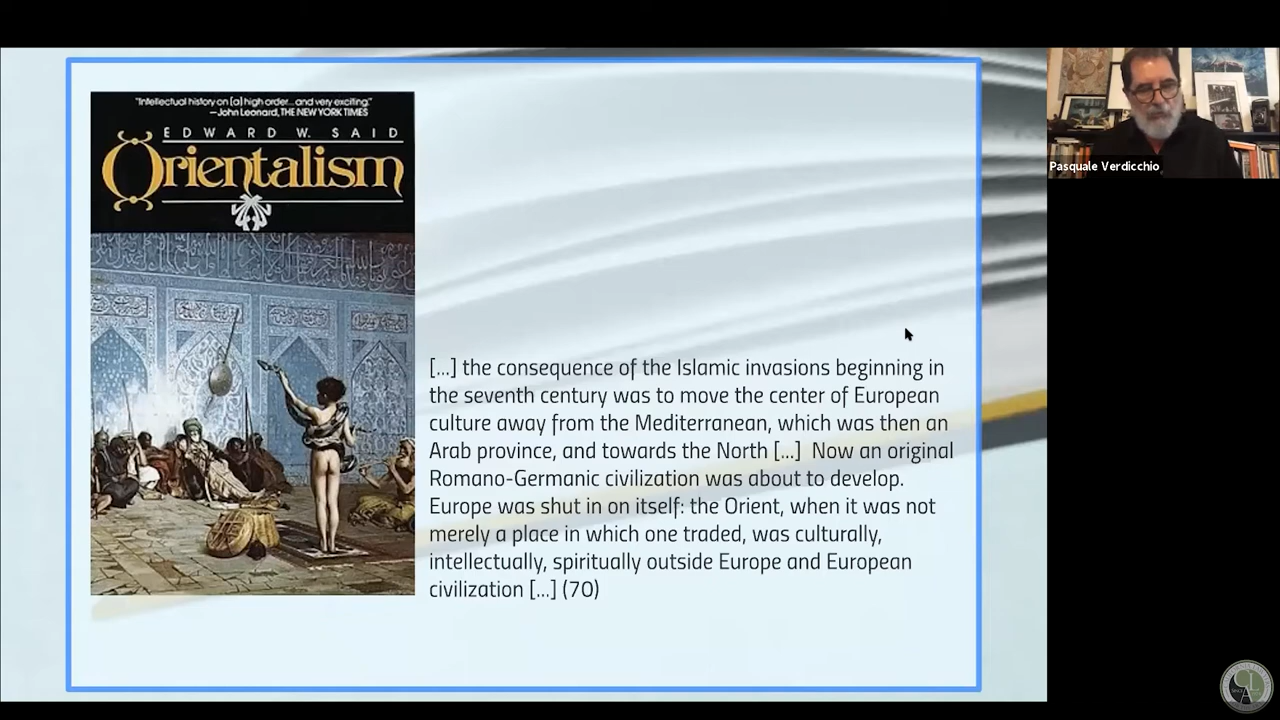 "Intellectual history on [a] high order... and very exciting."
—John Leonard, THE NEW YORK TIMES
EDWARD W. SAID
Orientalism
[...] the consequence of the Islamic invasions beginning in
the seventh century was to move the center of European
culture away from the Mediterranean, which was then an
Arab province, and towards the North [...]  Now an original
Romano-Germanic civilization was about to develop.
Europe was shut in on itself: the Orient, when it was not
merely a place in which one traded, was culturally,
intellectually, spiritually outside Europe and European
civilization [...] (70)
Pasquale Verdicchio